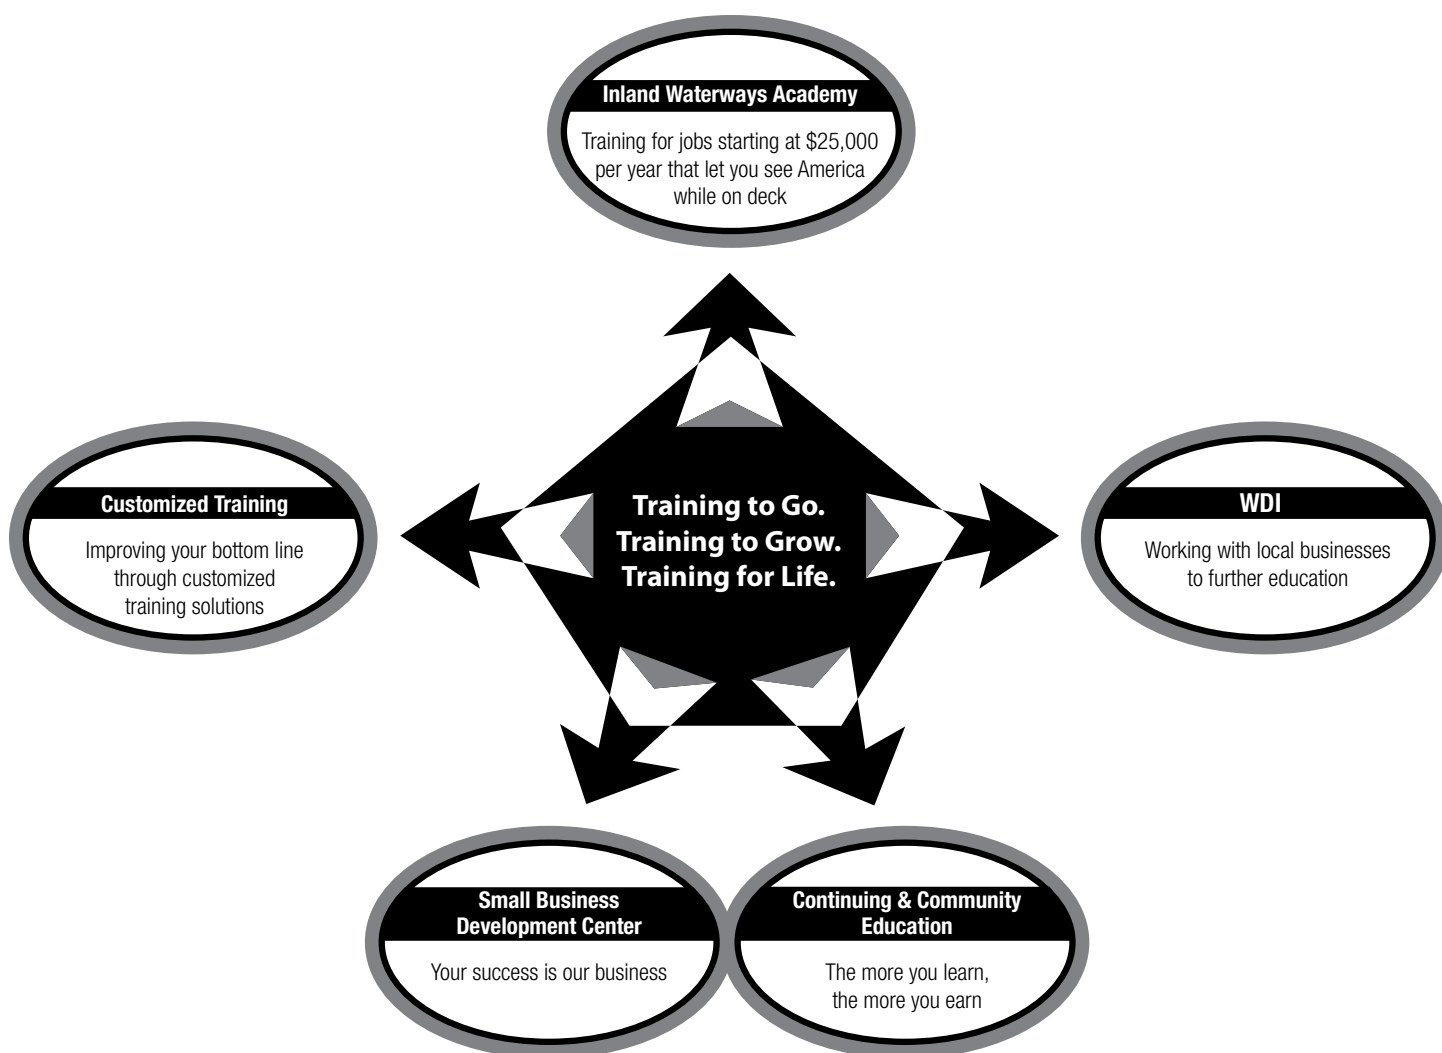 Inland Waterways Academy
Training for jobs starting at $25,000
per year that let you see America
while on deck
Customized Training
Improving your bottom line
through customized
training solutions
Training to Go.
Training to Grow.
Training for Life.
WDI
Working with local businesses
to further education
Small Business
Development Center
Your success is our business
Continuing & Community
Education
The more you learn,
the more you earn